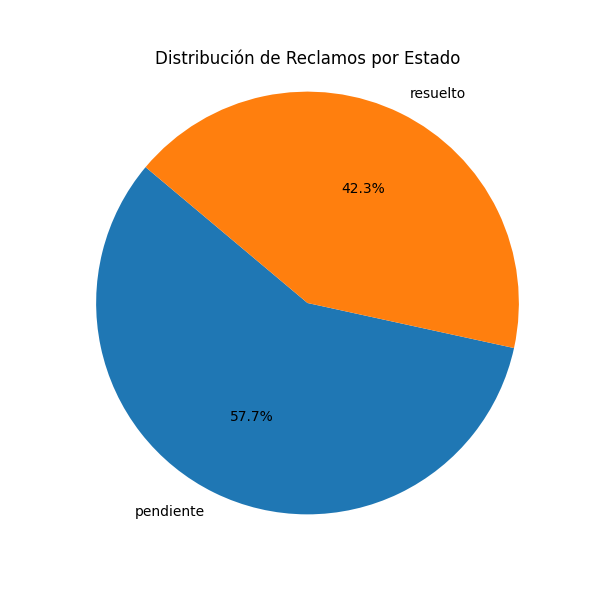 Distribución de Reclamos por Estado
resuelto
42.3%
57.7%
pendiente